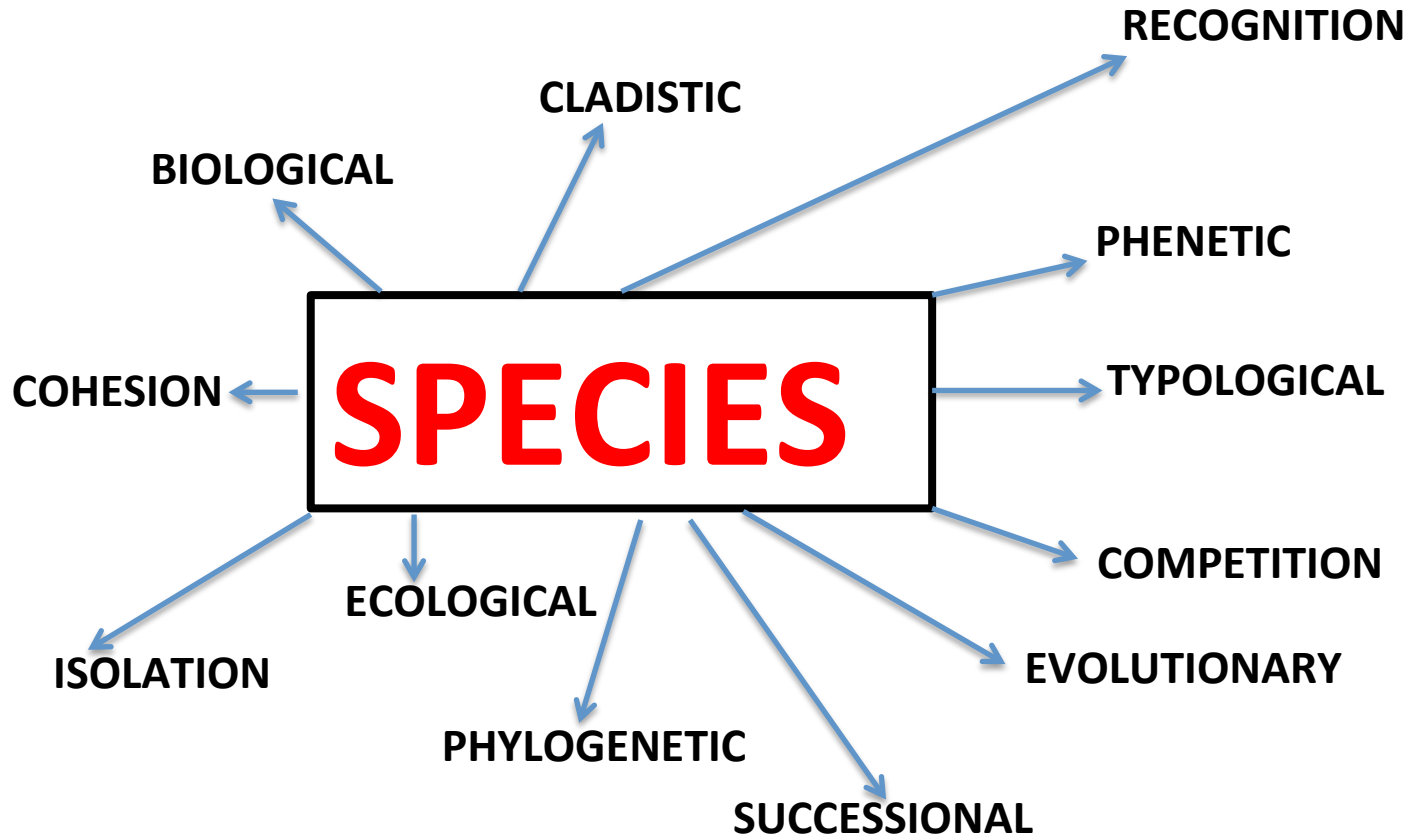 RECOGNITION
CLADISTIC
BIOLOGICAL
PHENETIC
COHESION
SPECIES
TYPOLOGICAL
COMPETITION
ECOLOGICAL
ISOLATION
EVOLUTIONARY
PHYLOGENETIC
SUCCESSIONAL